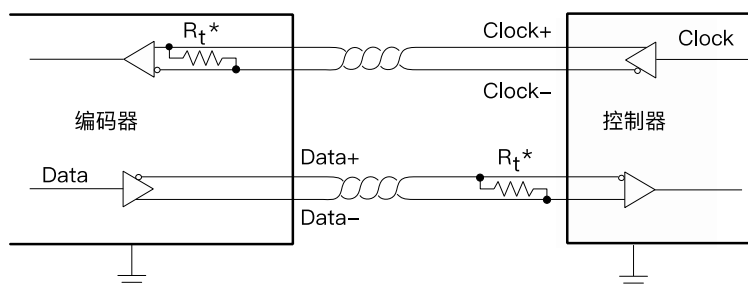 Rt*
Clock+
Clock
Clock−
编码器
控制器
Data
Data+
Rt*
Data−